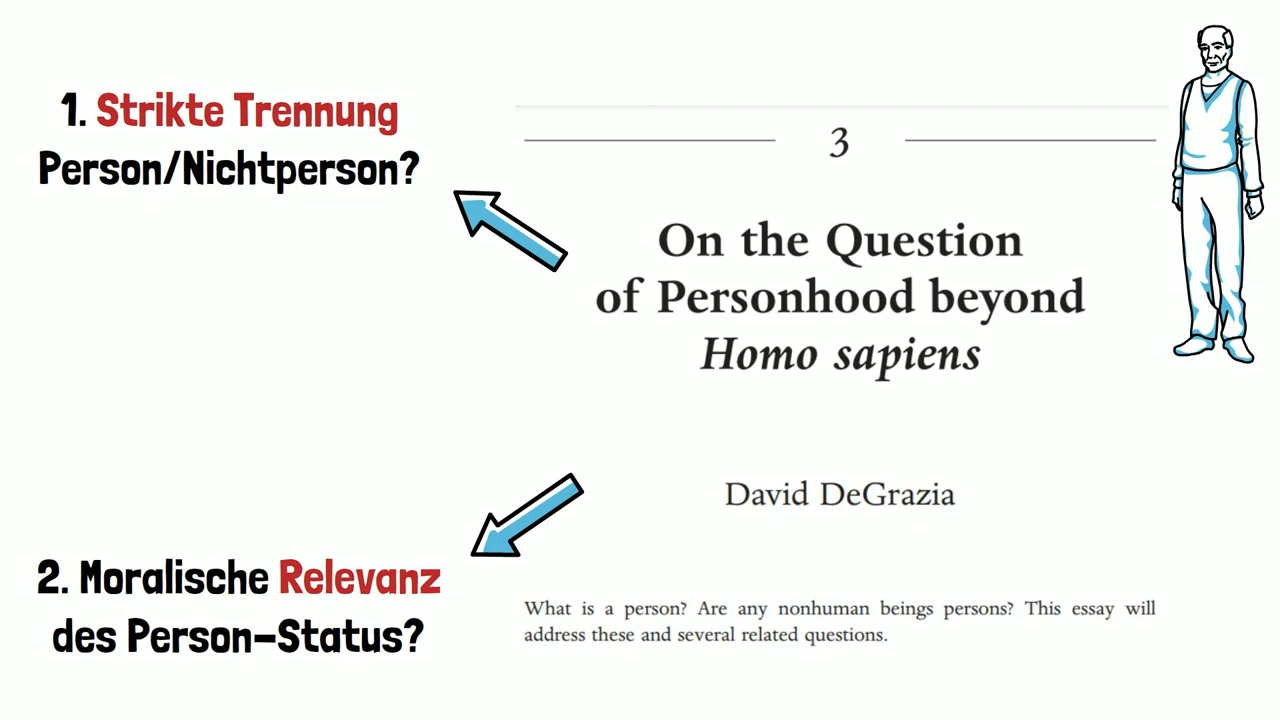 1. Strikte Trennung
Person/Nichtperson?
3
On the Question
of Personhood beyond
Homo sapiens
David DeGrazia
2. Moralische Relevanz
des Person-Status?
What is a person? Are any nonhuman beings persons? This essay will
address these and several related questions.